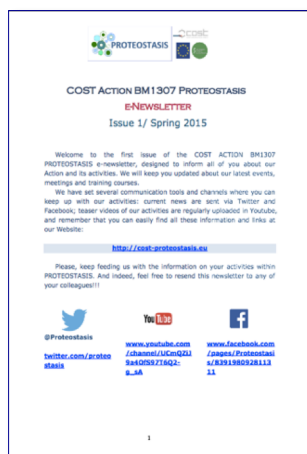 PROTEOSTASIS
cost
COST ACTION BM1307 PROTEOSTASIS
E-NEWSLETTER
Issue 1/ Spring 2015
Welcome to the first issue of the COST ACTION BM1307
PROTEOSTASIS e-newsletter, designed to inform all of you about our
Action and its activities. We will keep you updated about our latest events,
meetings and training courses.
We have set several communication tools and channels where you can
keep up with our activities: current news are sent via Twitter and
Facebook; teaser videos of our activities are regularly uploaded in Youtube,
and remember that you can easily find all these information and links at
our Website:
http://cost-proteostasis.eu
Please, keep feeding us with the information on your activities within
PROTEOSTASIS. And indeed, feel free to resend this newsletter to any of
your colleagues!!!
You Tube
@Proteostasis
twitter.com/proteo
stasis
www.youtube.com
/channel/UCmQZlJ
9a40fS97T6Q2-
g_sA
www.facebook.com
/pages/Proteostasi
s/8391980928113
11
1